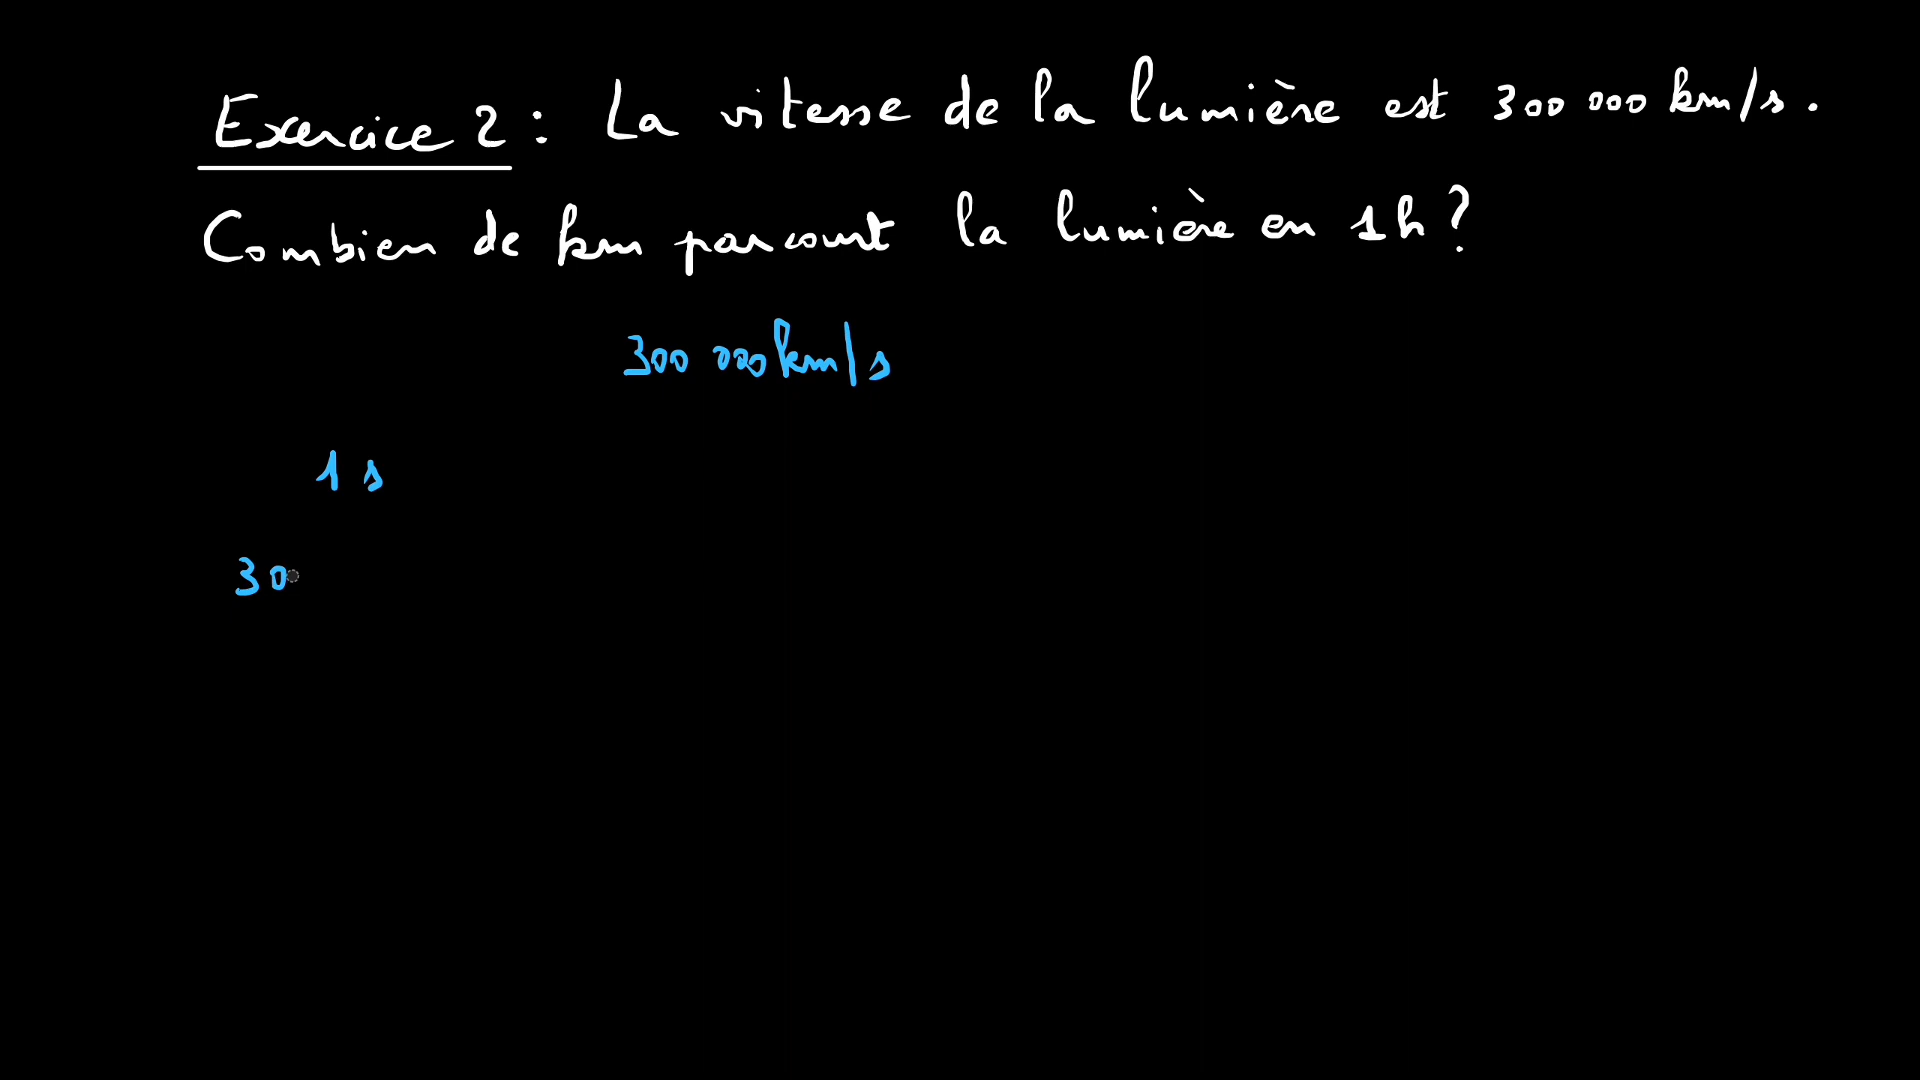 Exercice 2 : La vitesse de la lumière est 300 000 km/s.
Combien de km parcourt la lumière en 1h ?
300 000 km/s
1 s
30